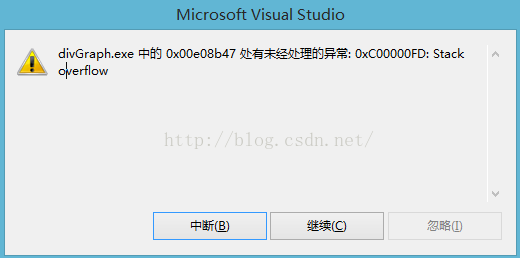 Microsoft Visual Studio
divGraph.exe 中的 0x00e08b47 处有未经处理的异常: 0xC00000FD: Stack
overflow
http://blog.csdn.net/
中断(B)
继续(C)
忽略(I)